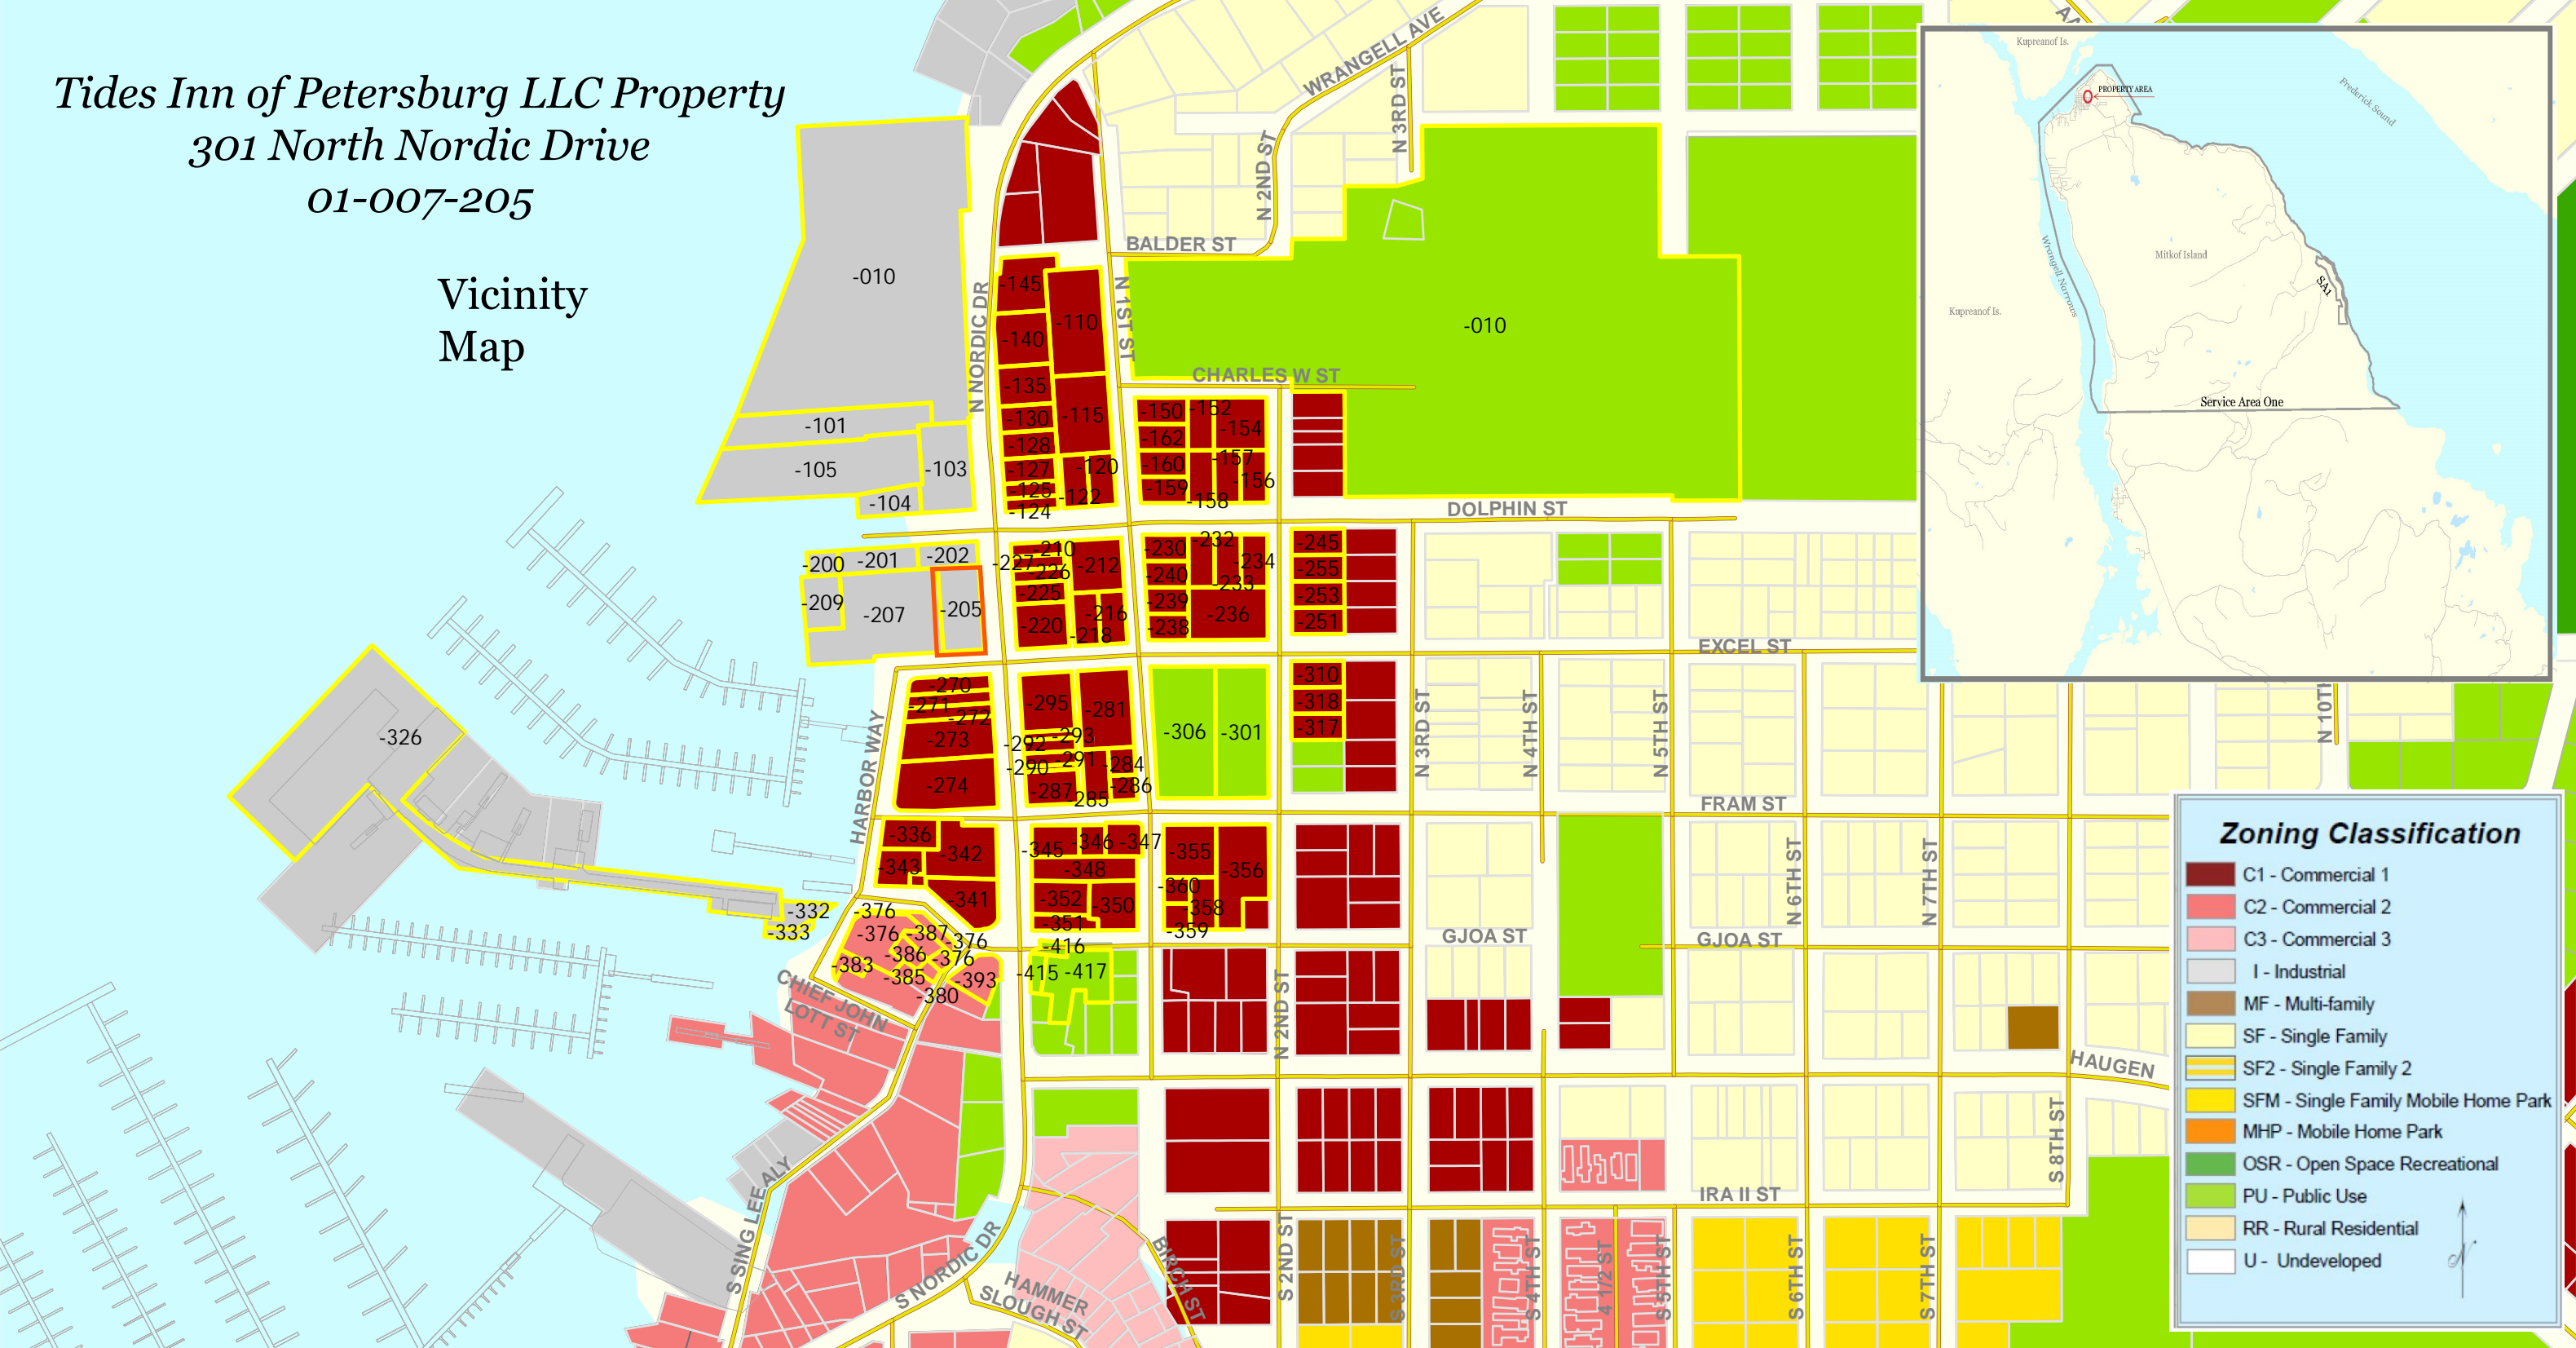 Tides Inn of Petersburg LLC Property
301 North Nordic Drive
01-007-205
Vicinity
Map
WRANGELL AVE
N 3RD ST
N 2ND ST
BALDER ST
N NORDIC DR
N 1ST ST
CHARLES W ST
DOLPHIN ST
EXCEL ST
HARBOR WAY
N 3RD ST
N 4TH ST
N 5TH ST
FRAM ST
N 6TH ST
N 7TH ST
N 10TH
GJOA ST
GJOA ST
CHIEF JOHN
LOTT ST
N 2ND ST
HAUGEN
S 8TH ST
IRA II ST
S SING LEE ALY
S NORDIC DR
HAMMER
SLOUGH ST
BIRCH ST
S 2ND ST
S 3RD ST
S 4TH ST
4 1/2 ST
S 5TH ST
S 6TH ST
S 7TH ST
-010
-101
-105
-103
-104
-145
-110
-140
-135
-130
-115
-128
-127
-120
-125
-122
-124
-150
-152
-162
-154
-160
-157
-159
-156
-158
-010
-200
-201
-202
-209
-207
-205
-210
-227
-226
-212
-225
-220
-216
-218
-230
-232
-240
-234
-233
-239
-236
-238
-245
-255
-253
-251
-270
-271
-272
-273
-274
-295
-281
-292
-293
-290
-291
-284
-287
-285
-286
-306
-301
-310
-318
-317
-326
-332
-333
-336
-342
-343
-341
-345
-346
-347
-348
-352
-350
-351
-355
-356
-360
-358
-359
-376
-376
-387
-376
-386
-376
-383
-385
-380
-393
-416
-415
-417
Kupreanof Is.
PROPERTY AREA
Frederick Sound
Wrangell Narrows
Mitkof Island
SA1
Kupreanof Is.
Service Area One
Zoning Classification
C1 - Commercial 1
C2 - Commercial 2
C3 - Commercial 3
I - Industrial
MF - Multi-family
SF - Single Family
SF2 - Single Family 2
SFM - Single Family Mobile Home Park
MHP - Mobile Home Park
OSR - Open Space Recreational
PU - Public Use
RR - Rural Residential
U - Undeveloped
N